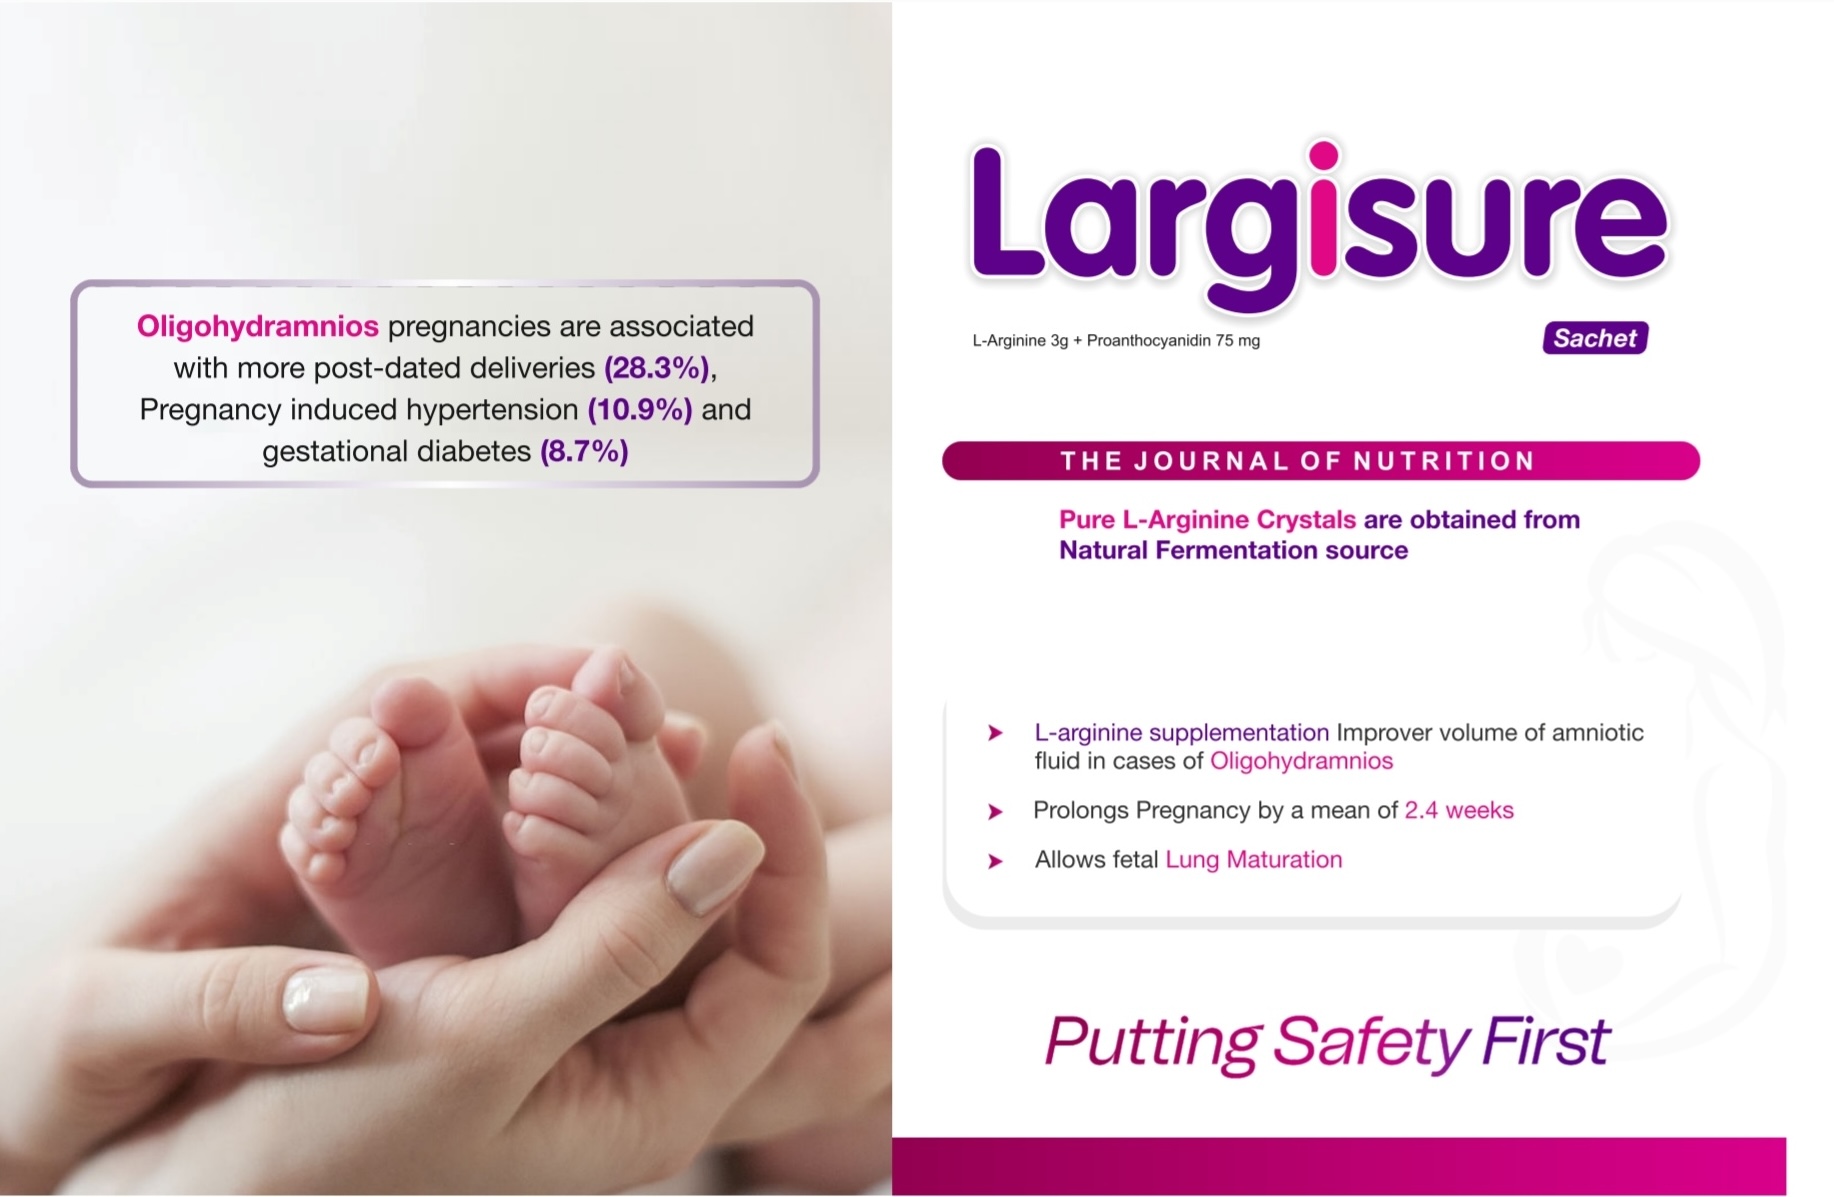 Oligohydramnios pregnancies are associated
with more post-dated deliveries (28.3%),
Pregnancy induced hypertension (10.9%) and
gestational diabetes (8.7%)
Largisure
L-Arginine 3g + Proanthocyanidin 75 mg
Sachet
THE JOURNAL OF NUTRITION
Pure L-Arginine Crystals are obtained from
Natural Fermentation source
L-arginine supplementation Improver volume of amniotic
fluid in cases of Oligohydramnios
Prolongs Pregnancy by a mean of 2.4 weeks
Allows fetal Lung Maturation
Putting Safety First